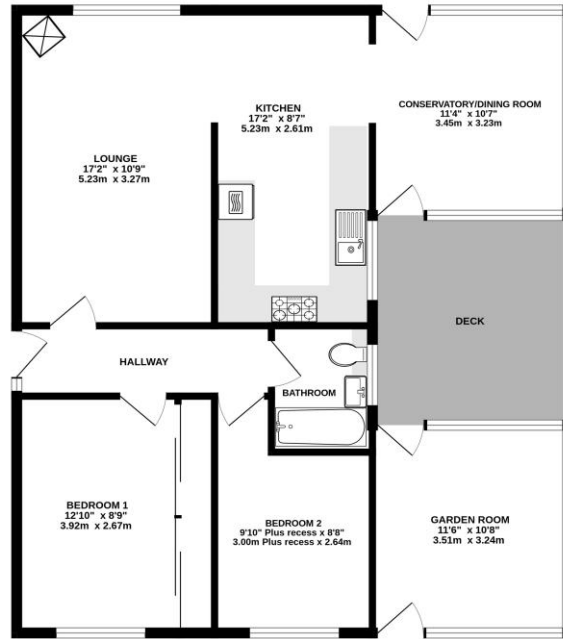 KITCHEN
17'2" x 8'7"
5.23m x 2.61m
CONSERVATORY/DINING ROOM
11'4" x 10'7"
3.45m x 3.23m
LOUNGE
17'2" x 10'9"
5.23m x 3.27m
DECK
HALLWAY
BATHROOM
BEDROOM 1
12'10" x 8'9"
3.92m x 2.67m
BEDROOM 2
9'10" Plus recess x 8'8"
3.00m Plus recess x 2.64m
GARDEN ROOM
11'6" x 10'8"
3.51m x 3.24m